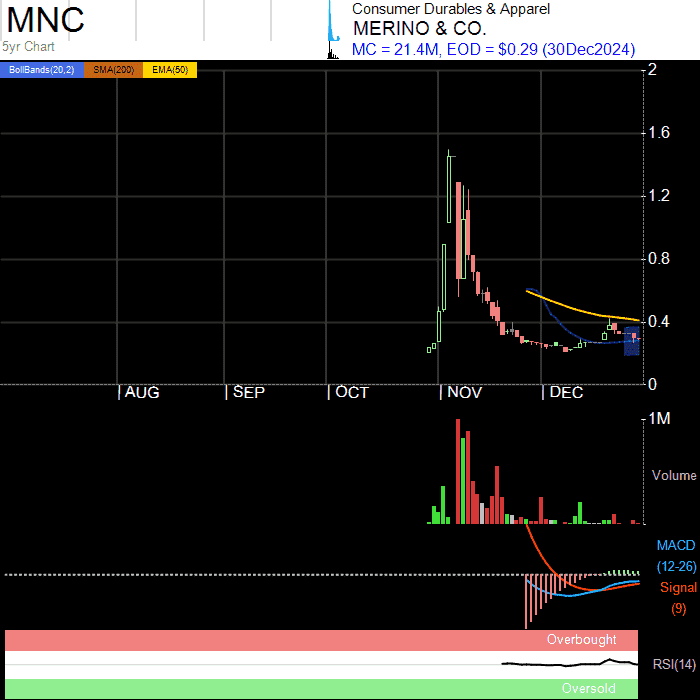 MNC
5yr Chart
Consumer Durables & Apparel
MERINO & CO.
MC = 21.4M, EOD = $0.29 (30Dec2024)
BollBands(20,2) SMA(200) EMA(50)
2
1.6
1.2
0.8
0.4
0
AUG SEP OCT NOV DEC
1M
Volume
MACD
(12-26)
Signal
(9)
Overbought
RSI(14)
Oversold